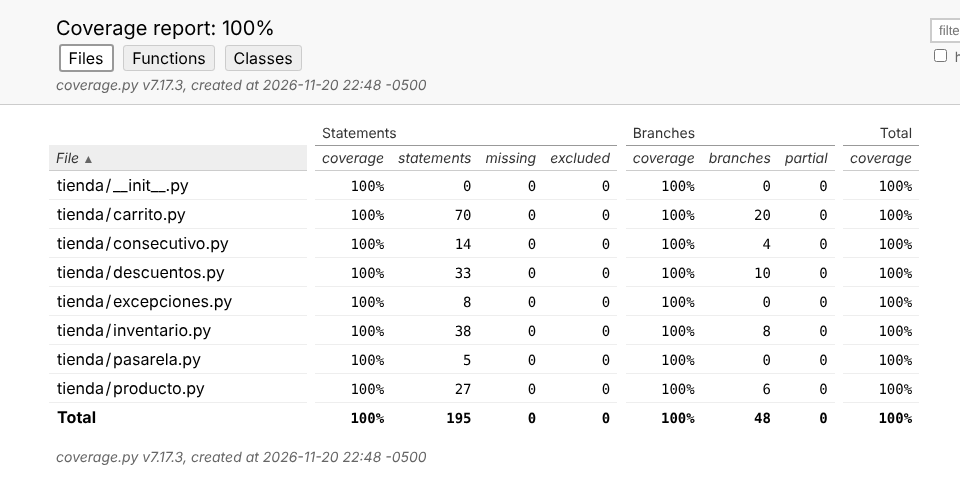 Coverage report: 100%
filte
Files Functions Classes
h
coverage.py v7.17.3, created at 2026-11-20 22:48 -0500
Statements Branches Total
File ▲ coverage statements missing excluded coverage branches partial coverage
tienda/__init__.py 100% 0 0 0 100% 0 0 100%
tienda/carrito.py 100% 70 0 0 100% 20 0 100%
tienda/consecutivo.py 100% 14 0 0 100% 4 0 100%
tienda/descuentos.py 100% 33 0 0 100% 10 0 100%
tienda/excepciones.py 100% 8 0 0 100% 0 0 100%
tienda/inventario.py 100% 38 0 0 100% 8 0 100%
tienda/pasarela.py 100% 5 0 0 100% 0 0 100%
tienda/producto.py 100% 27 0 0 100% 6 0 100%
Total 100% 195 0 0 100% 48 0 100%
coverage.py v7.17.3, created at 2026-11-20 22:48 -0500